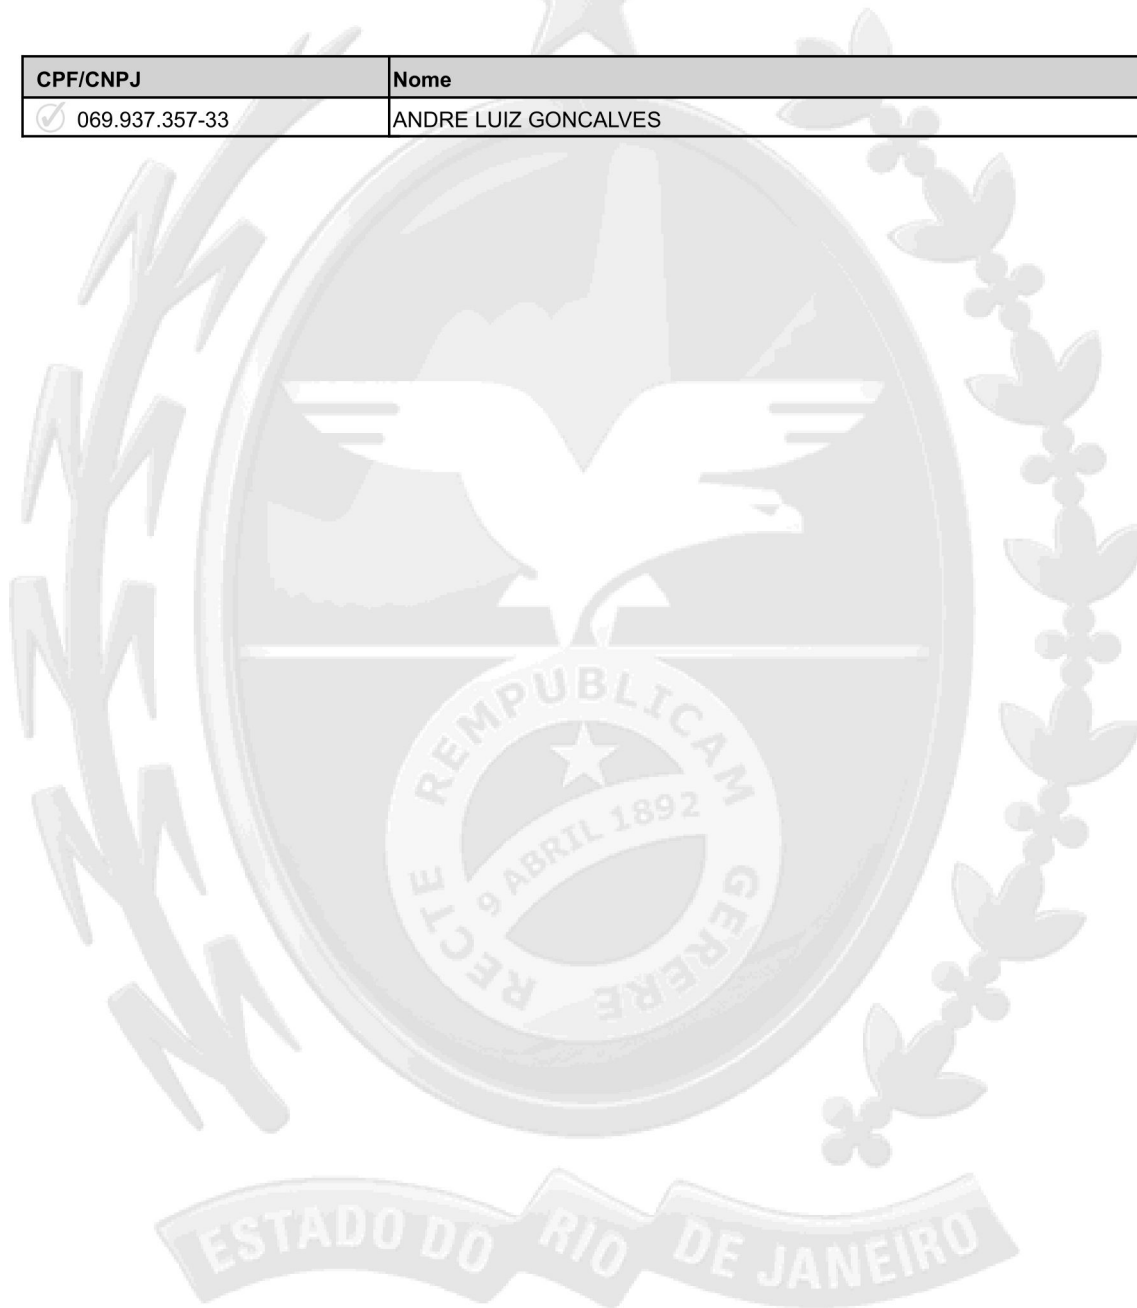 CPF/CNPJ Nome
069.937.357-33 ANDRE LUIZ GONCALVES
RECTE REMPUBLICAM GERERE
9 ABRIL 1892
ESTADO DO RIO DE JANEIRO